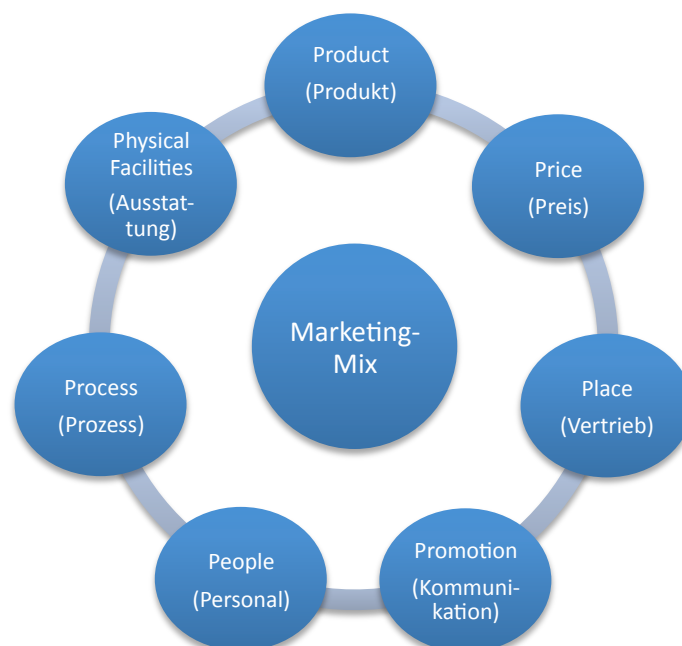 Product
(Produkt)
Price
(Preis)
Place
(Vertrieb)
Promotion
(Kommuni-
kation)
People
(Personal)
Process
(Prozess)
Physical
Facilities
(Ausstat-
tung)
Marketing-
Mix